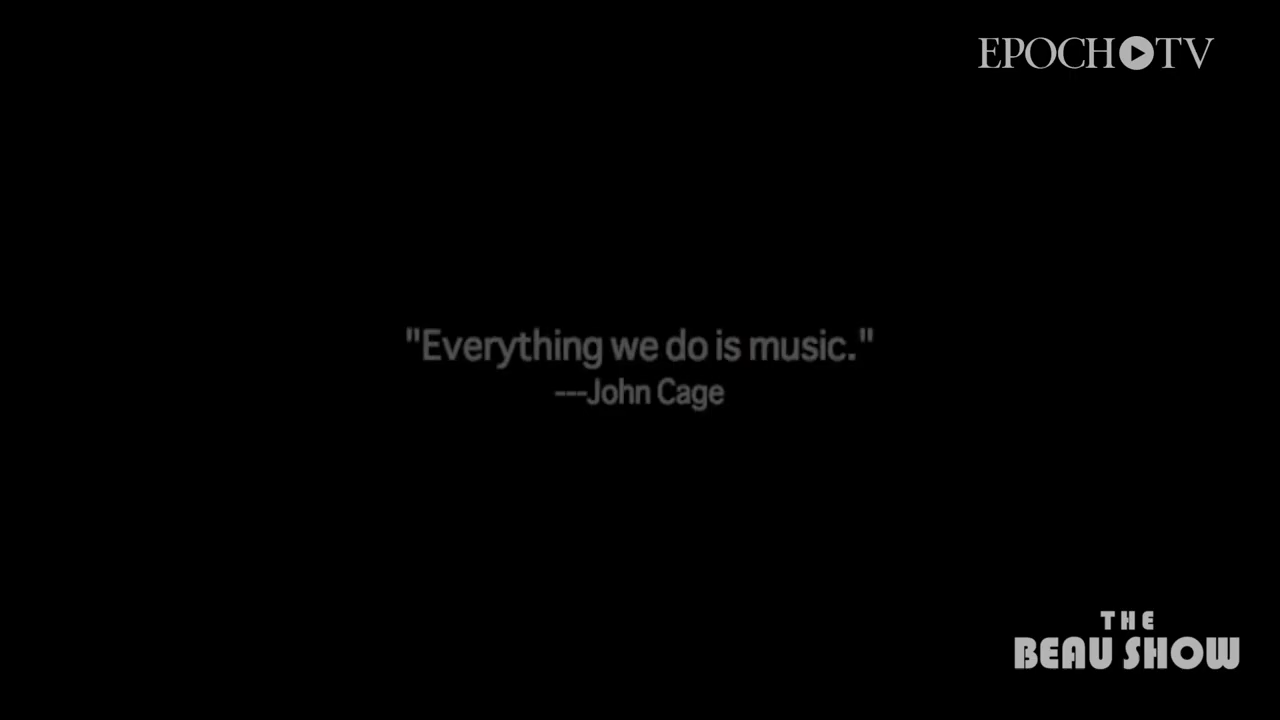 EPOCH TV
"Everything we do is music."
---John Cage
THE
BEAU SHOW